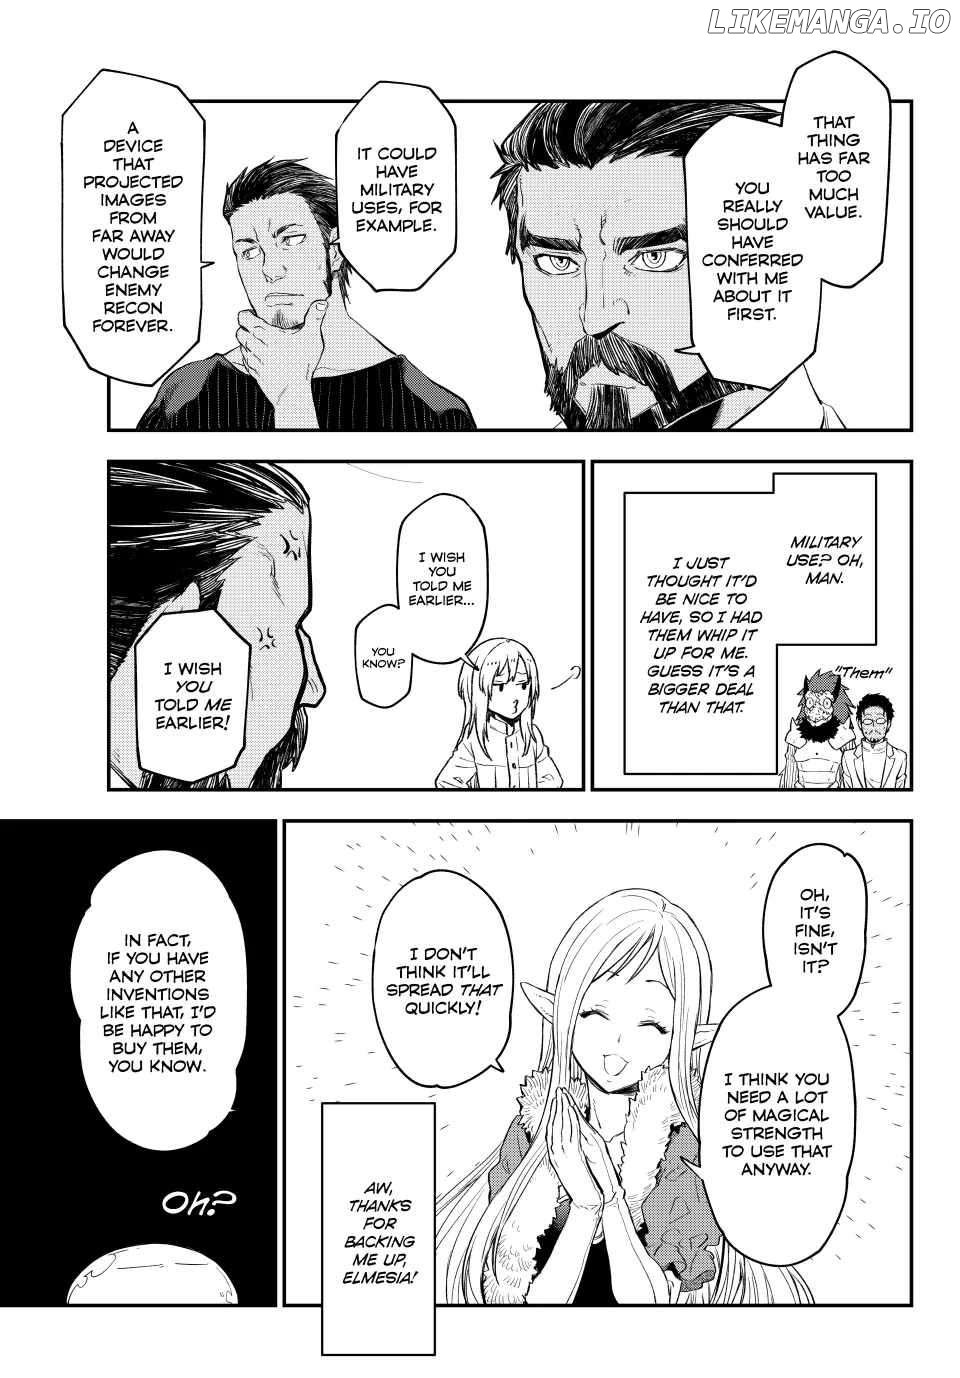 LIKEMANGA.IO
THAT
THING
HAS FAR
TOO
MUCH
VALUE.
YOU
REALLY
SHOULD
HAVE
CONFERRED
WITH ME
ABOUT IT
FIRST.
IT COULD
HAVE
MILITARY
USES, FOR
EXAMPLE.
A
DEVICE
THAT
PROJECTED
IMAGES
FROM
FAR AWAY
WOULD
CHANGE
ENEMY
RECON
FOREVER.
MILITARY
USE? OH,
MAN.
I JUST
THOUGHT IT'D
BE NICE TO
HAVE, SO I HAD
THEM WHIP IT
UP FOR ME.
GUESS IT'S A
BIGGER DEAL
THAN THAT.
"Them"
I WISH
YOU
TOLD ME
EARLIER...
YOU
KNOW?
I WISH
YOU
TOLD ME
EARLIER!
OH,
IT'S
FINE,
ISN'T
IT?
I THINK YOU
NEED A LOT
OF MAGICAL
STRENGTH
TO USE THAT
ANYWAY.
I DON'T
THINK IT'LL
SPREAD THAT
QUICKLY!
AW,
THANKS
FOR
BACKING
ME UP,
ELMESIA!
IN FACT,
IF YOU HAVE
ANY OTHER
INVENTIONS
LIKE THAT, I'D
BE HAPPY TO
BUY THEM,
YOU KNOW.
Oh?